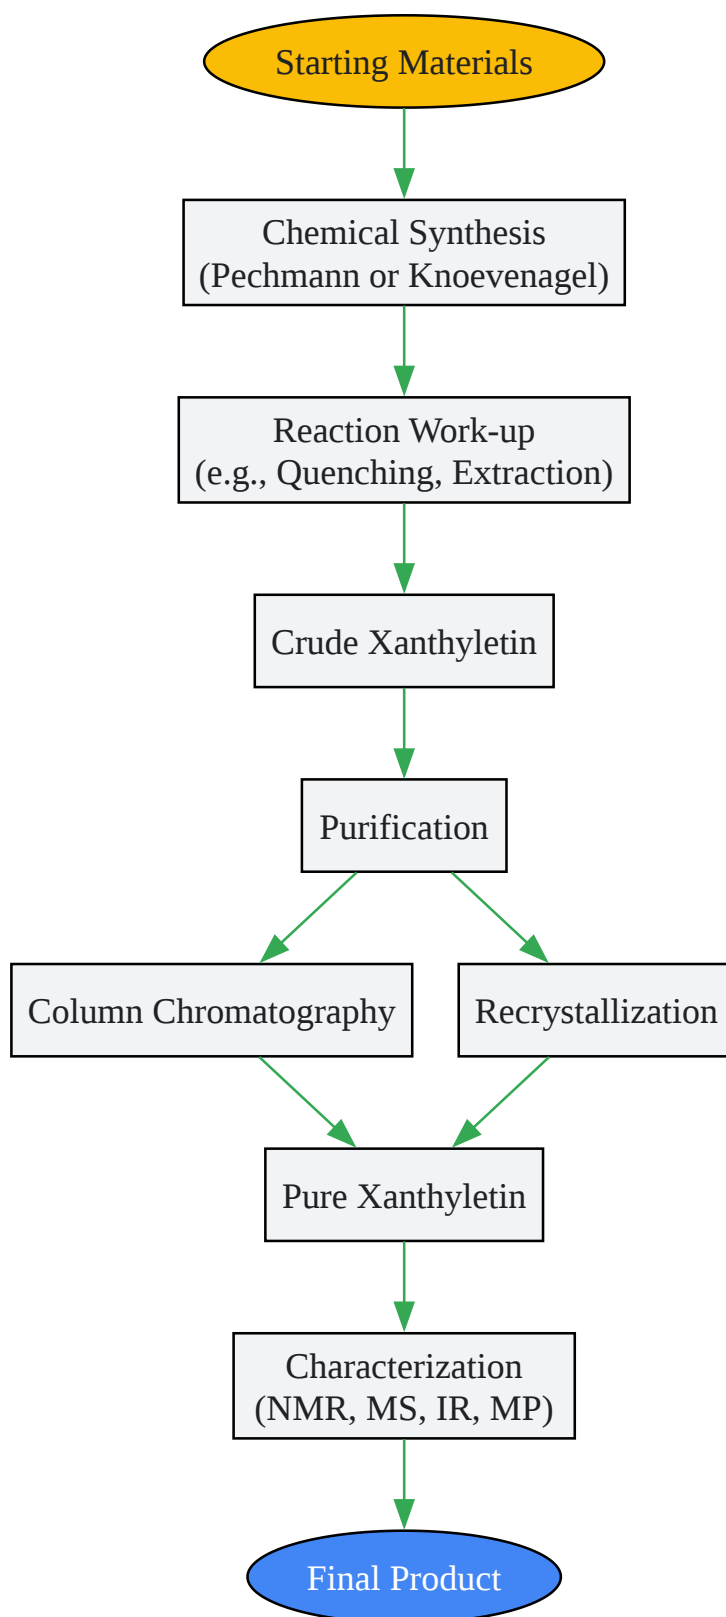 Starting Materials
Chemical Synthesis
(Pechmann or Knoevenagel)
Reaction Work-up
(e.g., Quenching, Extraction)
Crude Xanthyletin
Purification
Column Chromatography
Recrystallization
Pure Xanthyletin
Characterization
(NMR, MS, IR, MP)
Final Product